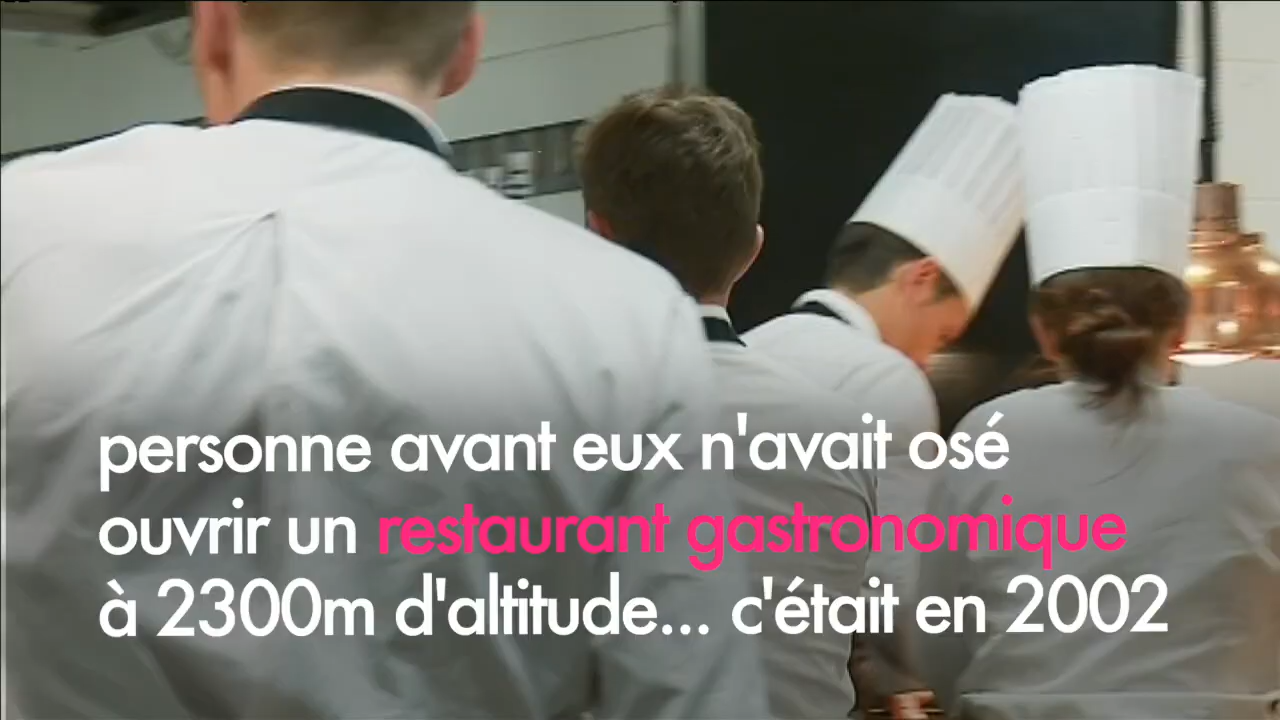 personne avant eux n'avait osé
ouvrir un restaurant gastronomique
à 2300m d'altitude... c'était en 2002